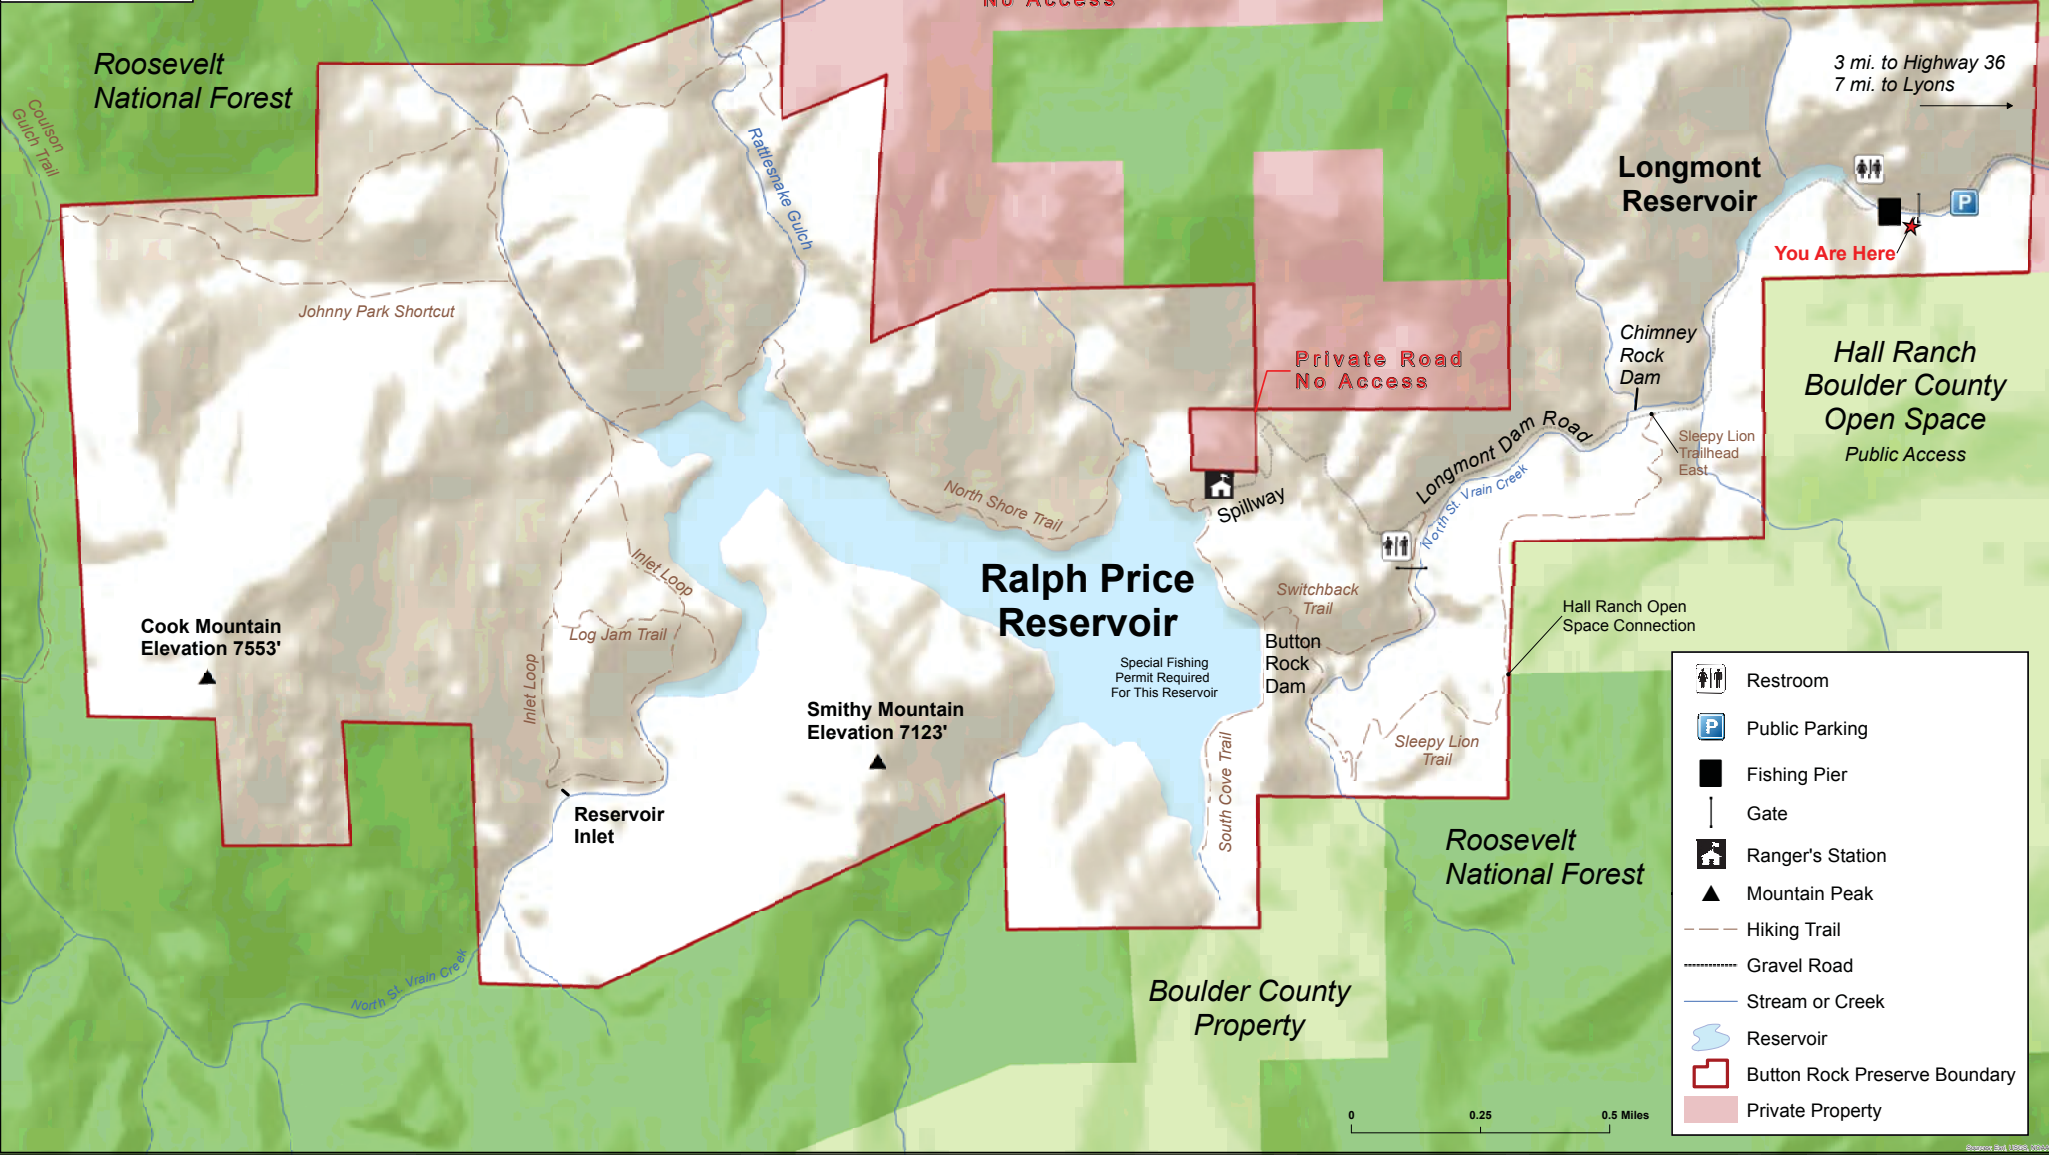 No Access
Roosevelt
National Forest
3 mi. to Highway 36
7 mi. to Lyons
Coulson
Gulch Trail
Rattlesnake Gulch
Longmont
Reservoir
P
You Are Here
Johnny Park Shortcut
Chimney
Rock
Dam
Private Road
No Access
Hall Ranch
Boulder County
Open Space
Public Access
Longmont Dam Road
Sleepy Lion
Trailhead
East
North Shore Trail
Spillway
North St. Vrain Creek
Inlet Loop
Ralph Price
Reservoir
Switchback
Trail
Hall Ranch Open
Space Connection
Cook Mountain
Elevation 7553'
Log Jam Trail
Inlet Loop
Button
Rock
Dam
Special Fishing
Permit Required
For This Reservoir
Smithy Mountain
Elevation 7123'
South Cove Trail
Sleepy Lion
Trail
Reservoir
Inlet
Roosevelt
National Forest
North St. Vrain Creek
Boulder County
Property
Restroom
P
Public Parking
Fishing Pier
Gate
Ranger's Station
Mountain Peak
Hiking Trail
Gravel Road
Stream or Creek
Reservoir
Button Rock Preserve Boundary
Private Property
0 0.25 0.5 Miles